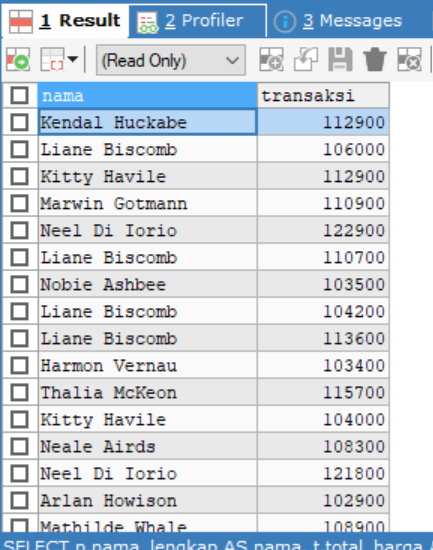 1 Result 2 Profiler 3 Messages
(Read Only)
nama transaksi
Kendal Huckabe 112900
Liane Biscomb 106000
Kitty Havile 112900
Marwin Gotmann 110900
Neel Di Iorio 122900
Liane Biscomb 110700
Nobie Ashbee 103500
Liane Biscomb 104200
Liane Biscomb 113600
Harmon Vernau 103400
Thalia McKeon 115700
Kitty Havile 104000
Neale Airds 108300
Neel Di Iorio 121800
Arlan Howison 102900
Mathilde Whale 108900
SELECT p.nama_lengkap AS nama, t.total_harga